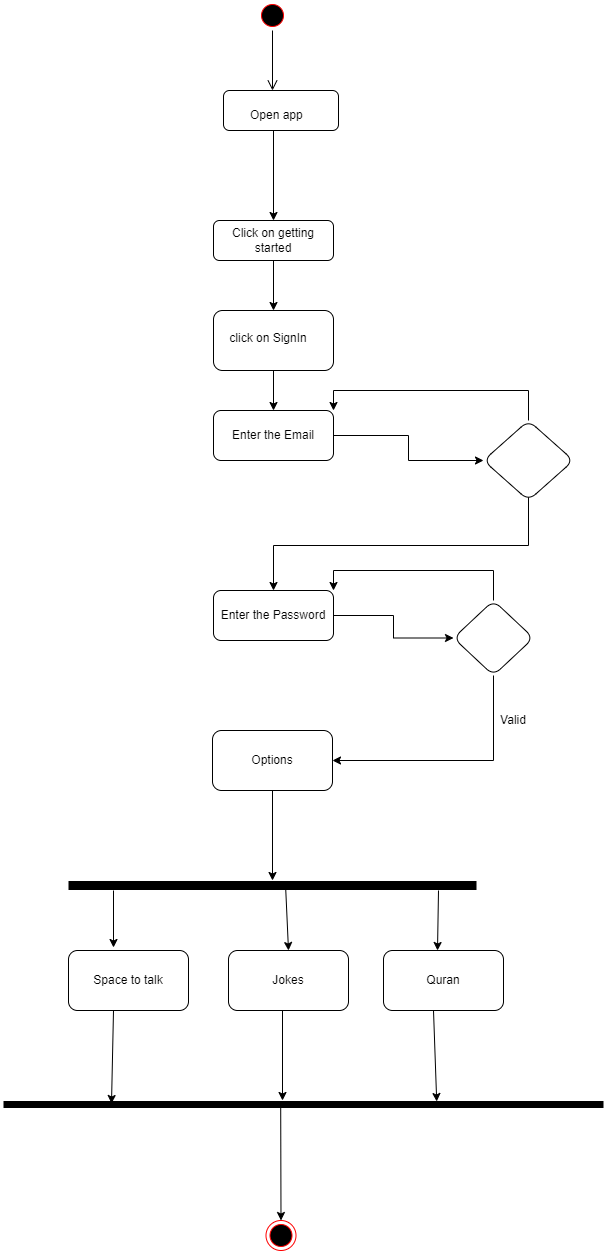 Open app
Click on getting
started
click on SignIn
Enter the Email
Enter the Password
Valid
Options
Space to talk
Jokes
Quran